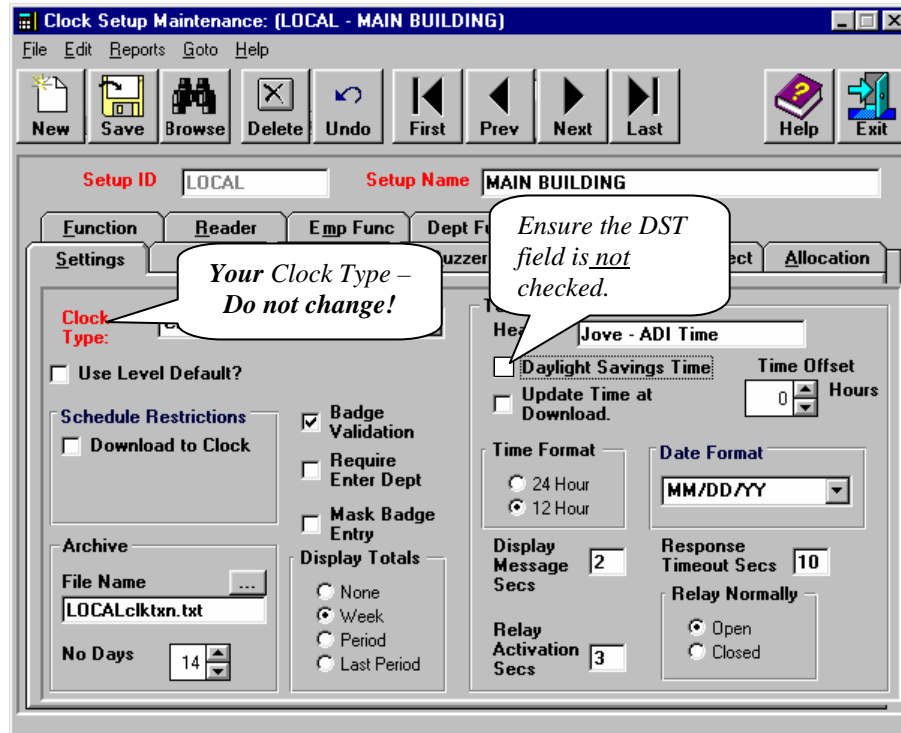 Clock Setup Maintenance: (LOCAL - MAIN BUILDING)
File Edit Reports Goto Help
New Save Browse Delete Undo First Prev Next Last Help Exit
Setup ID LOCAL Setup Name MAIN BUILDING
Function Reader Emp Func Dept
Settings Allocation
Your Clock Type –
Do not change!
Ensure the DST
field is not
checked.
Clock
Type:
Use Level Default?
Schedule Restrictions
Download to Clock
Badge
Validation
Require
Enter Dept
Mask Badge
Entry
Archive
File Name ...
LOCALclktxn.txt
No Days 14
Display Totals
None
Week
Period
Last Period
Jove - ADI Time
Daylight Savings Time
Update Time at
Download.
Time Offset
0 Hours
Time Format
24 Hour
12 Hour
Date Format
MM/DD/YY
Display
Message
Secs 2
Response
Timeout Secs 10
Relay
Activation
Secs 3
Relay Normally
Open
Closed